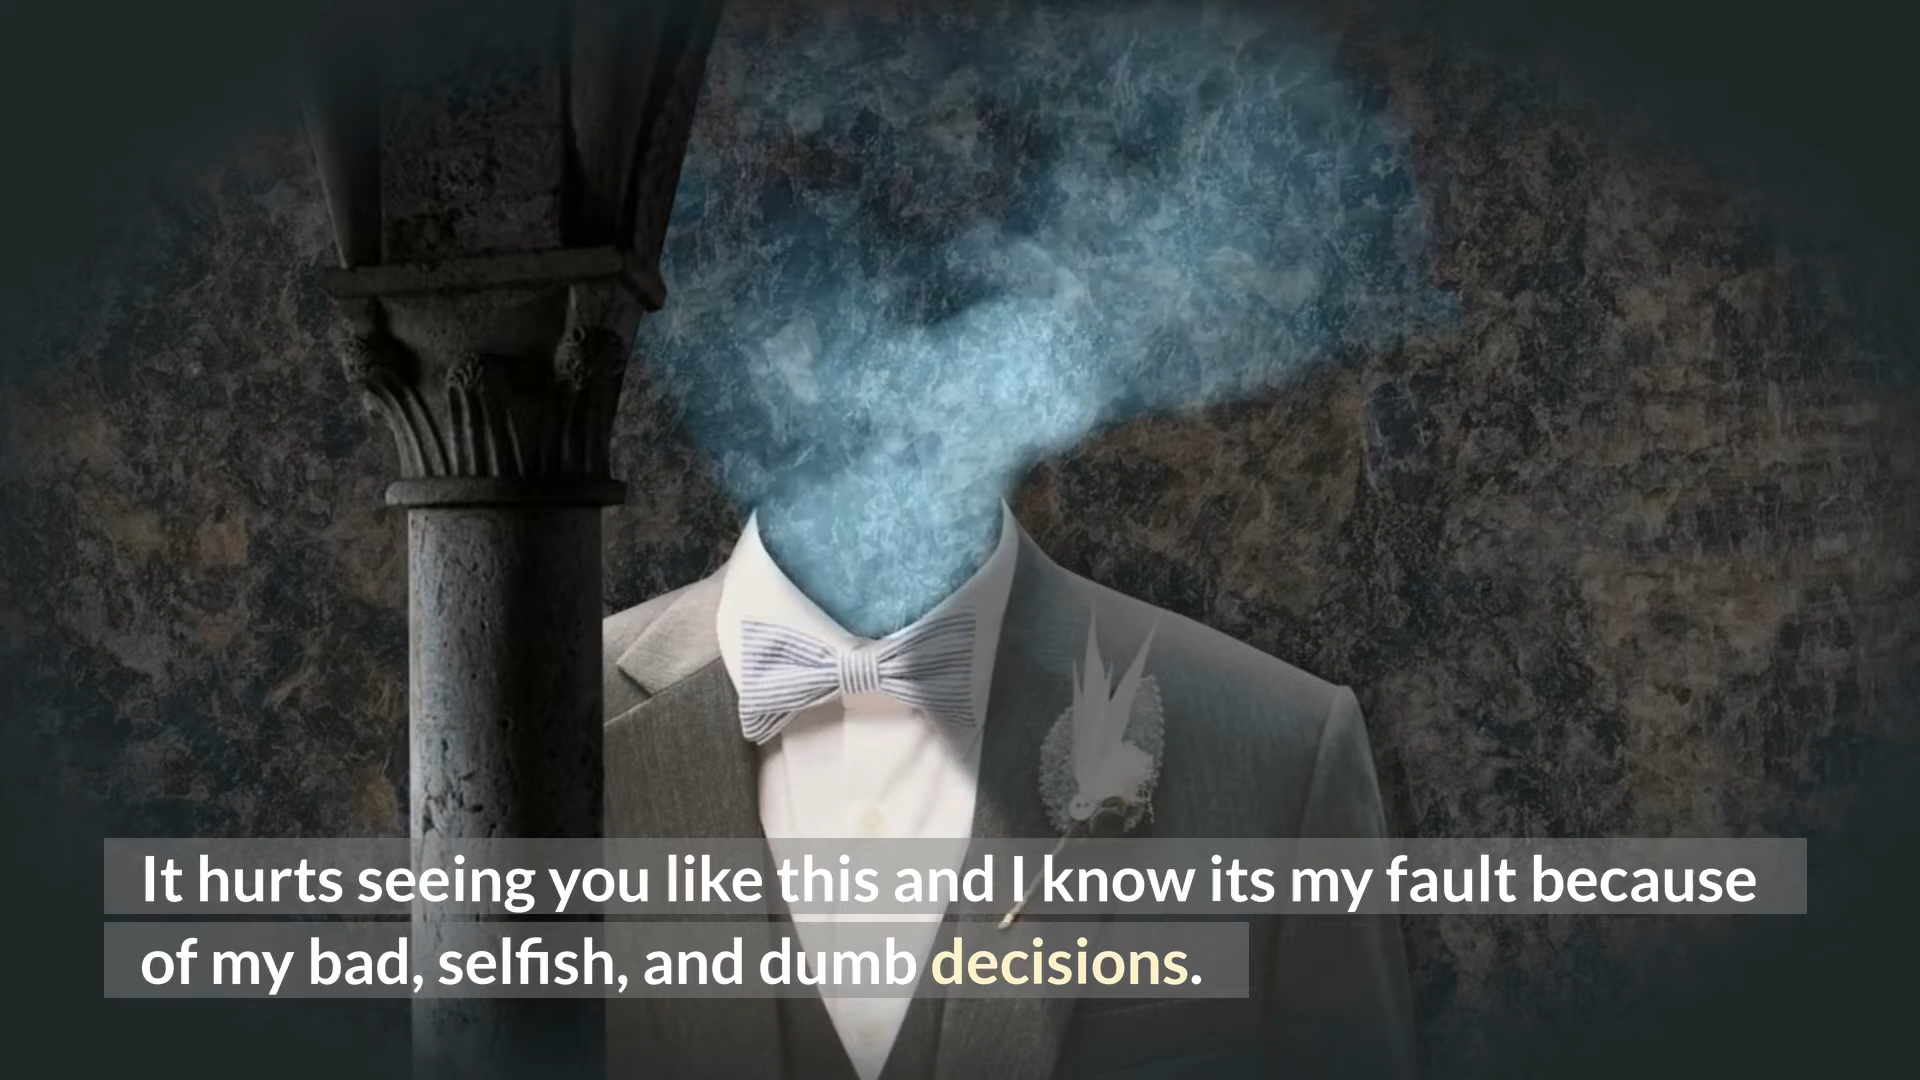 It hurts seeing you like this and I know its my fault because
of my bad, selfish, and dumb decisions.